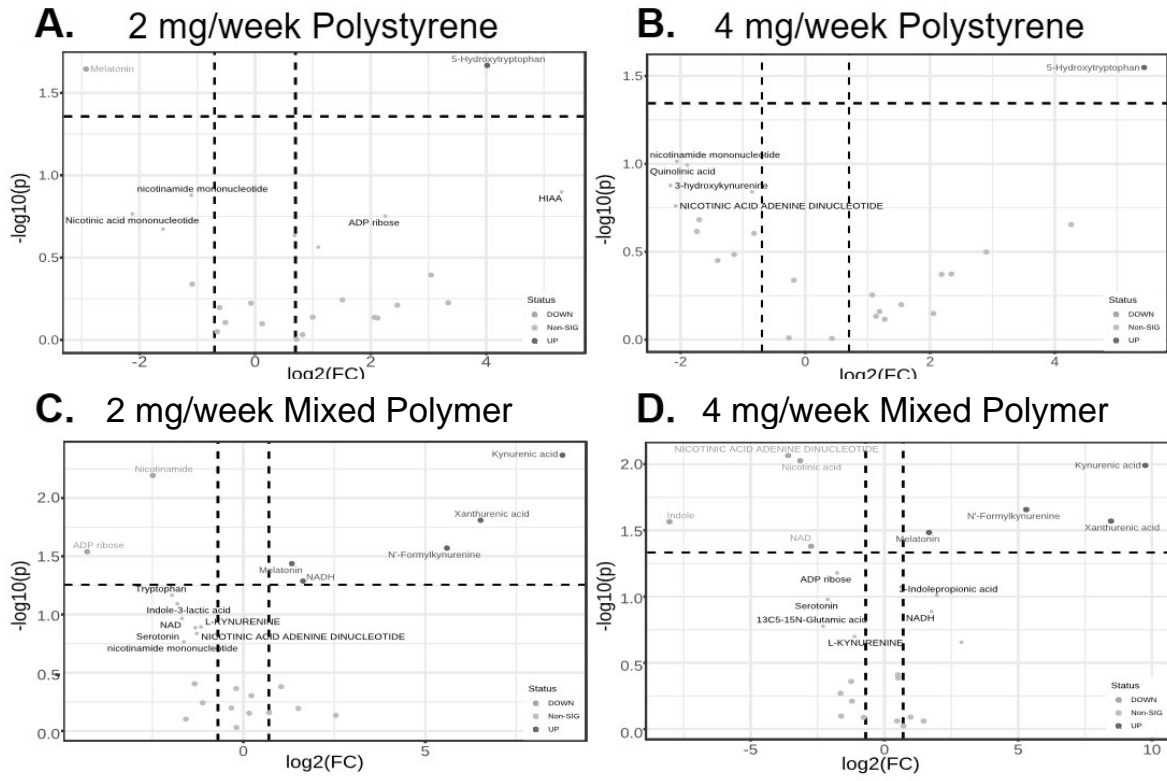 A. 2 mg/week Polystyrene
Melatonin
5-Hydroxytryptophan
nicotinamide mononucleotide
HIAA
Nicotinic acid mononucleotide
ADP ribose
Status
DOWN
Non-SIG
UP
1.5
1.0
0.5
0.0
-log10(p)
-2
0
2
4
log2(FC)
B. 4 mg/week Polystyrene
5-Hydroxytryptophan
nicotinamide mononucleotide
Quinolinic acid
3-hydroxykynurenine
NICOTINIC ACID ADENINE DINUCLEOTIDE
Status
DOWN
Non-SIG
UP
1.5
1.0
0.5
0.0
-log10(p)
-2
0
2
4
log2(FC)
C. 2 mg/week Mixed Polymer
Kynurenic acid
Nicotinamide
Xanthurenic acid
ADP ribose
N'-Formylkynurenine
Melatonin
NADH
Tryptophan
Indole-3-lactic acid
NAD
L-KYNURENINE
Serotonin
NICOTINIC ACID ADENINE DINUCLEOTIDE
nicotinamide mononucleotide
Status
DOWN
Non-SIG
UP
2.0
1.5
1.0
0.5
0.0
-log10(p)
0
5
log2(FC)
D. 4 mg/week Mixed Polymer
NICOTINIC ACID ADENINE DINUCLEOTIDE
Nicotinic acid
Kynurenic acid
Indole
N'-Formylkynurenine
Xanthurenic acid
NAD
Melatonin
ADP ribose
3-Indolepropionic acid
Serotonin
13C5-15N-Glutamic acid
NADH
L-KYNURENINE
Status
DOWN
Non-SIG
UP
2.0
1.5
1.0
0.5
0.0
-log10(p)
-5
0
5
10
log2(FC)